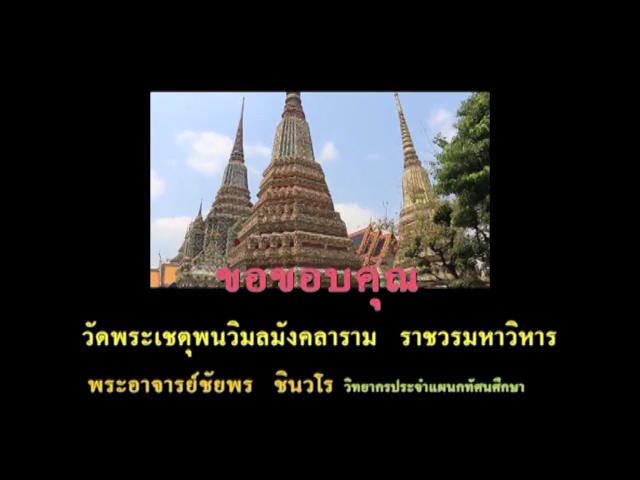 ขอขอบคุณ
วัดพระเชตุพนวิมลมังคลาราม ราชวรมหาวิหาร
พระอาจารย์ชัยพร ชินวโร วิทยากรประจำแผนกทัศนศึกษา